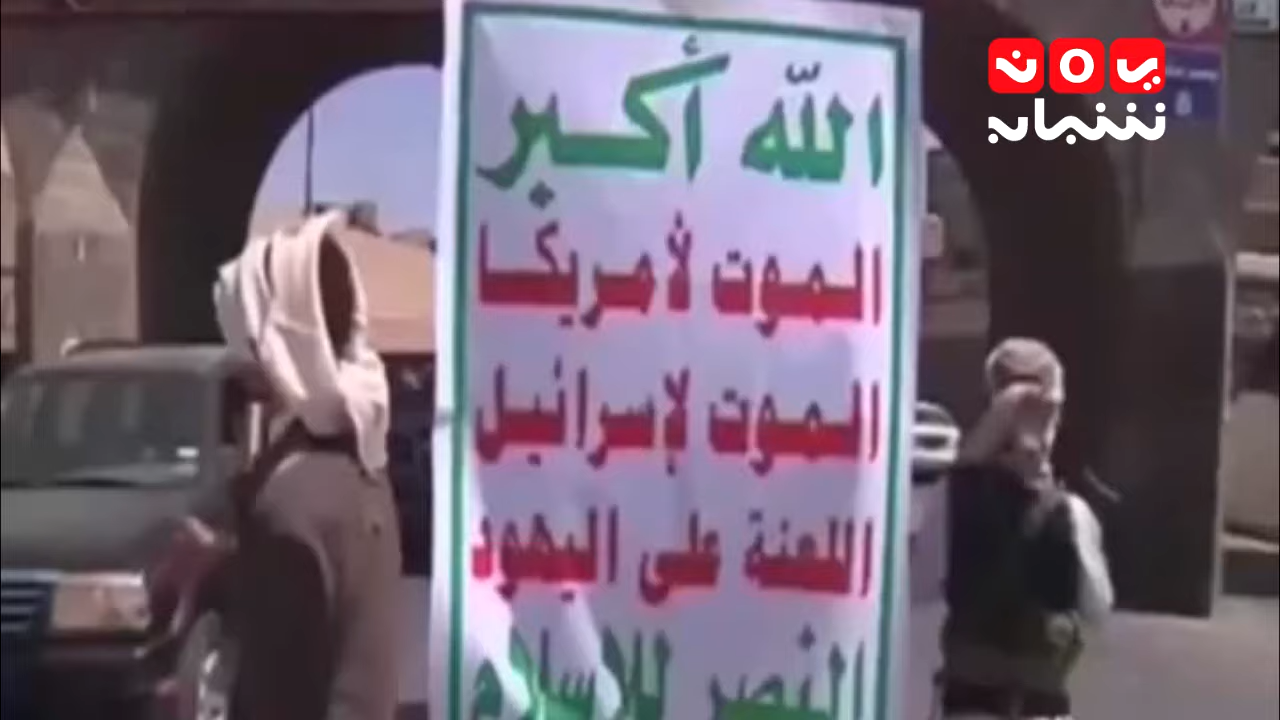 الله أكبر
الموت لأمريكا
الموت لإسرائيل
اللعنة على اليهود
النصر للإسلام
يمن
شباب